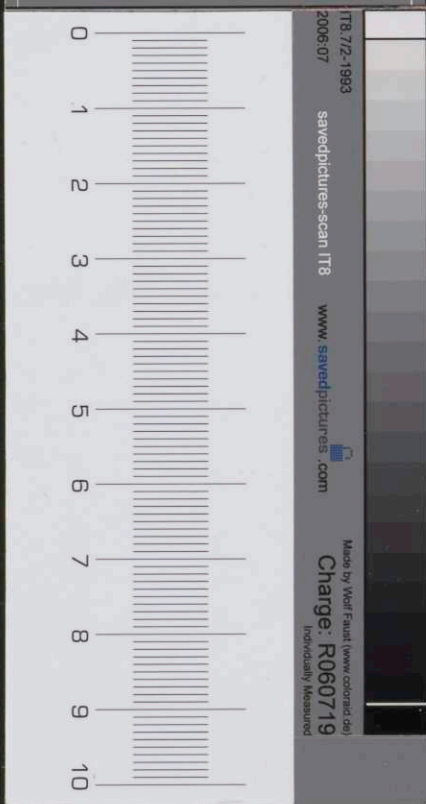 0
1
2
3
4
5
6
7
8
9
10
IT8.7/2-1993
2006:07
savedpictures-scan IT8
www.savedpictures.com
Made by Wolf Faust (www.coloraid.de)
Charge: R060719
Individually Measured